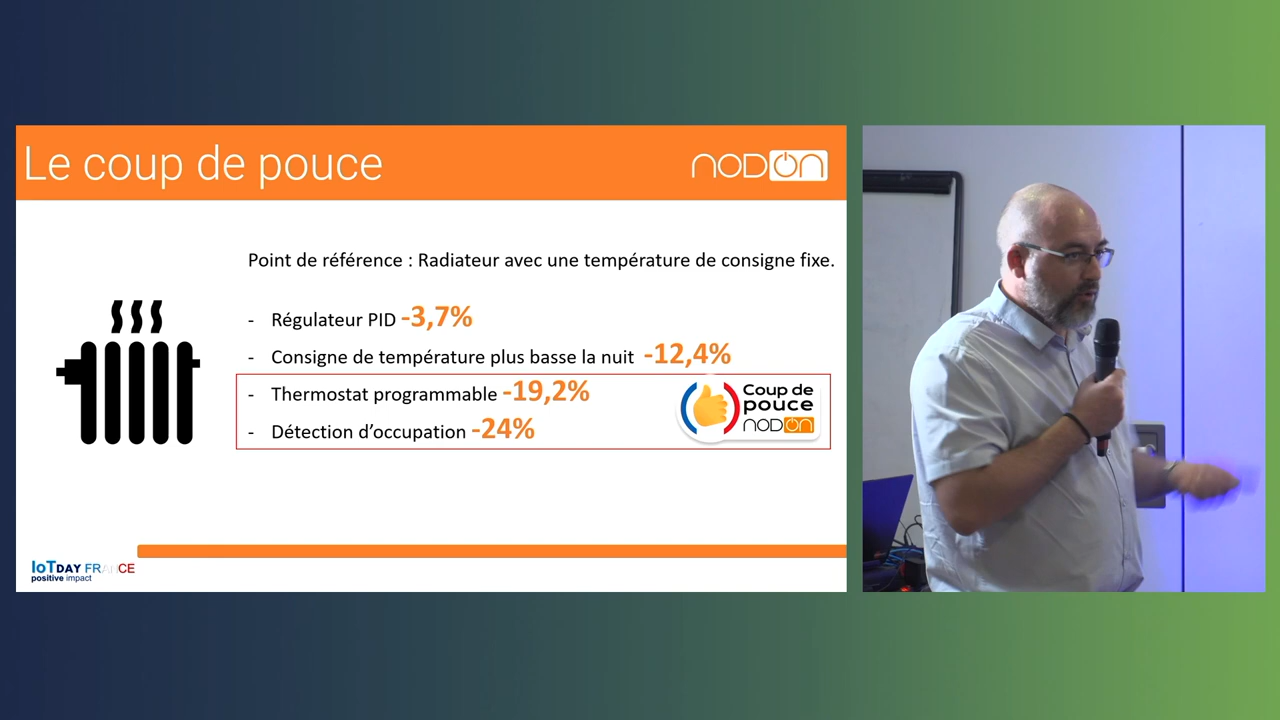 Le coup de pouce
nodon
Point de référence : Radiateur avec une température de consigne fixe.
- Régulateur PID -3,7%
- Consigne de température plus basse la nuit -12,4%
- Thermostat programmable -19,2%
- Détection d'occupation -24%
Coup de
pouce
nodon
IoT DAY FRANCE
positive impact